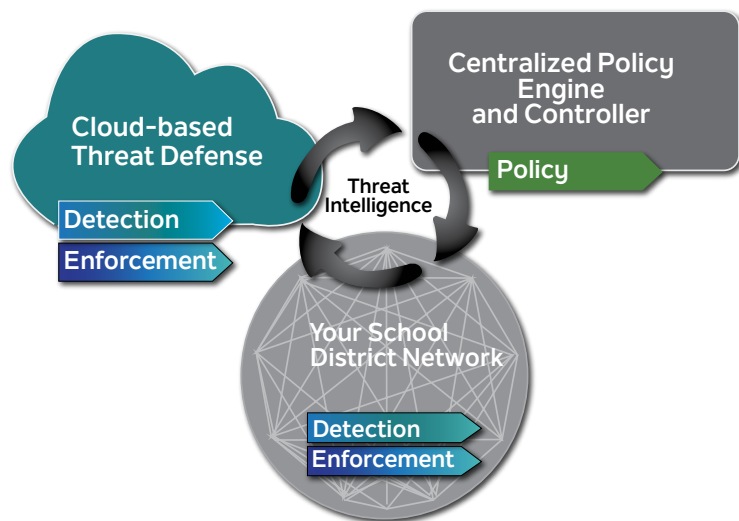 Cloud-based
Threat Defense
Detection
Enforcement
Centralized Policy
Engine
and Controller
Policy
Threat
Intelligence
Your School
District Network
Detection
Enforcement